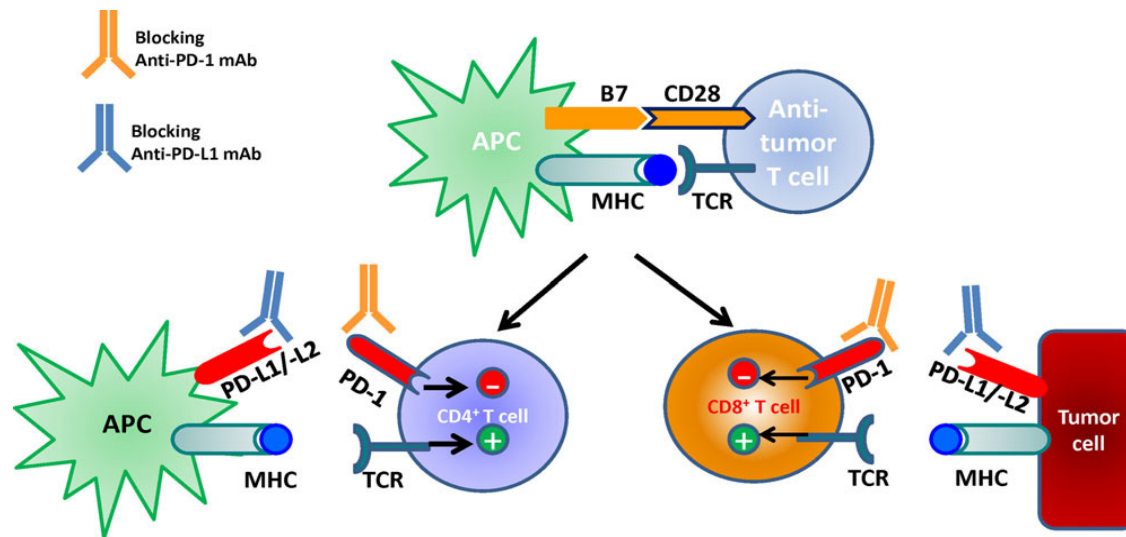 Blocking
Anti-PD-1 mAb
Blocking
Anti-PD-L1 mAb
B7
CD28
APC
Anti-
tumor
T cell
MHC
TCR
PD-L1/-L2
PD-1
−
CD4⁺ T cell
+
APC
MHC
TCR
−
PD-1
PD-L1/-L2
CD8⁺ T cell
+
TCR
MHC
Tumor
cell